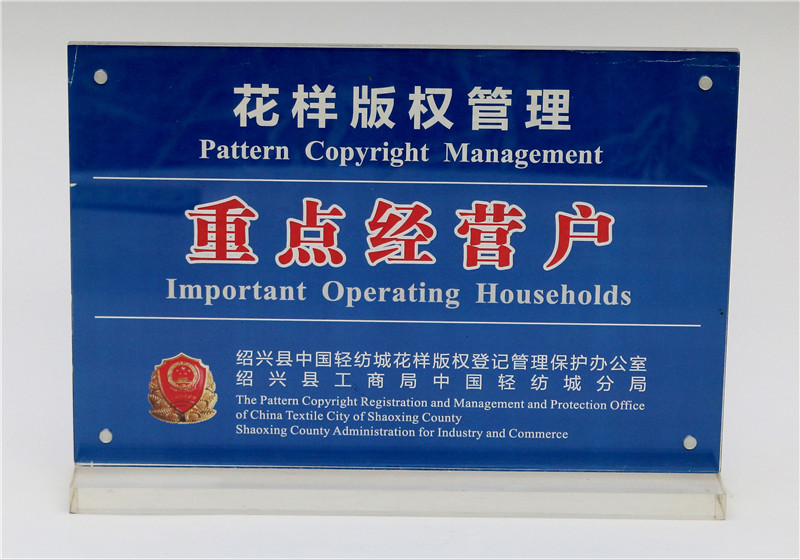 花样版权管理
Pattern Copyright Management
重点经营户
Important Operating Households
绍兴县中国轻纺城花样版权登记管理保护办公室
绍兴县工商局中国轻纺城分局
The Pattern Copyright Registration and Management and Protection Office
of China Textile City of Shaoxing County
Shaoxing County Administration for Industry and Commerce